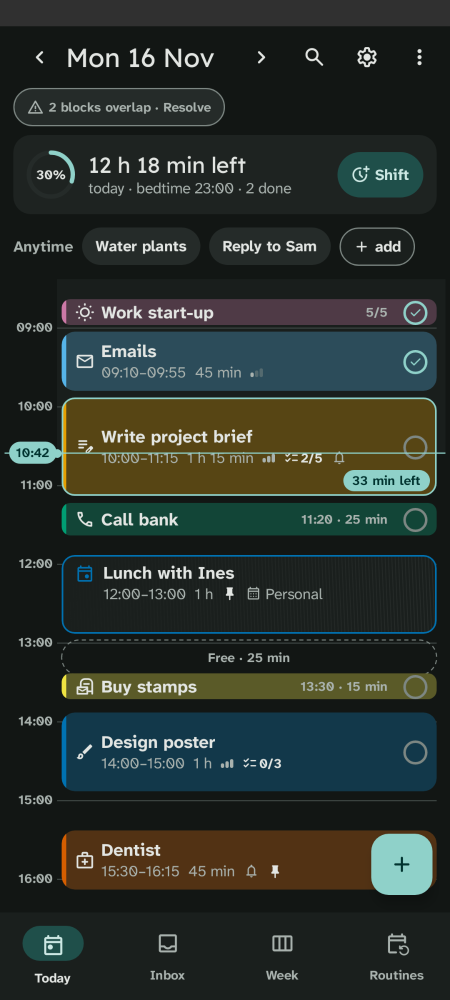 Mon 16 Nov
2 blocks overlap · Resolve
30%
12 h 18 min left
today · bedtime 23:00 · 2 done
Shift
Anytime
Water plants
Reply to Sam
+ add
Work start-up
5/5
09:00
Emails
09:10–09:55 45 min
10:00
Write project brief
10:00–11:15 1 h 15 min 2/5
10:42
33 min left
11:00
Call bank
11:20 · 25 min
12:00
Lunch with Ines
12:00–13:00 1 h Personal
13:00
Free · 25 min
Buy stamps
13:30 · 15 min
14:00
Design poster
14:00–15:00 1 h 0/3
15:00
Dentist
15:30–16:15 45 min
16:00
+
Today
Inbox
Week
Routines